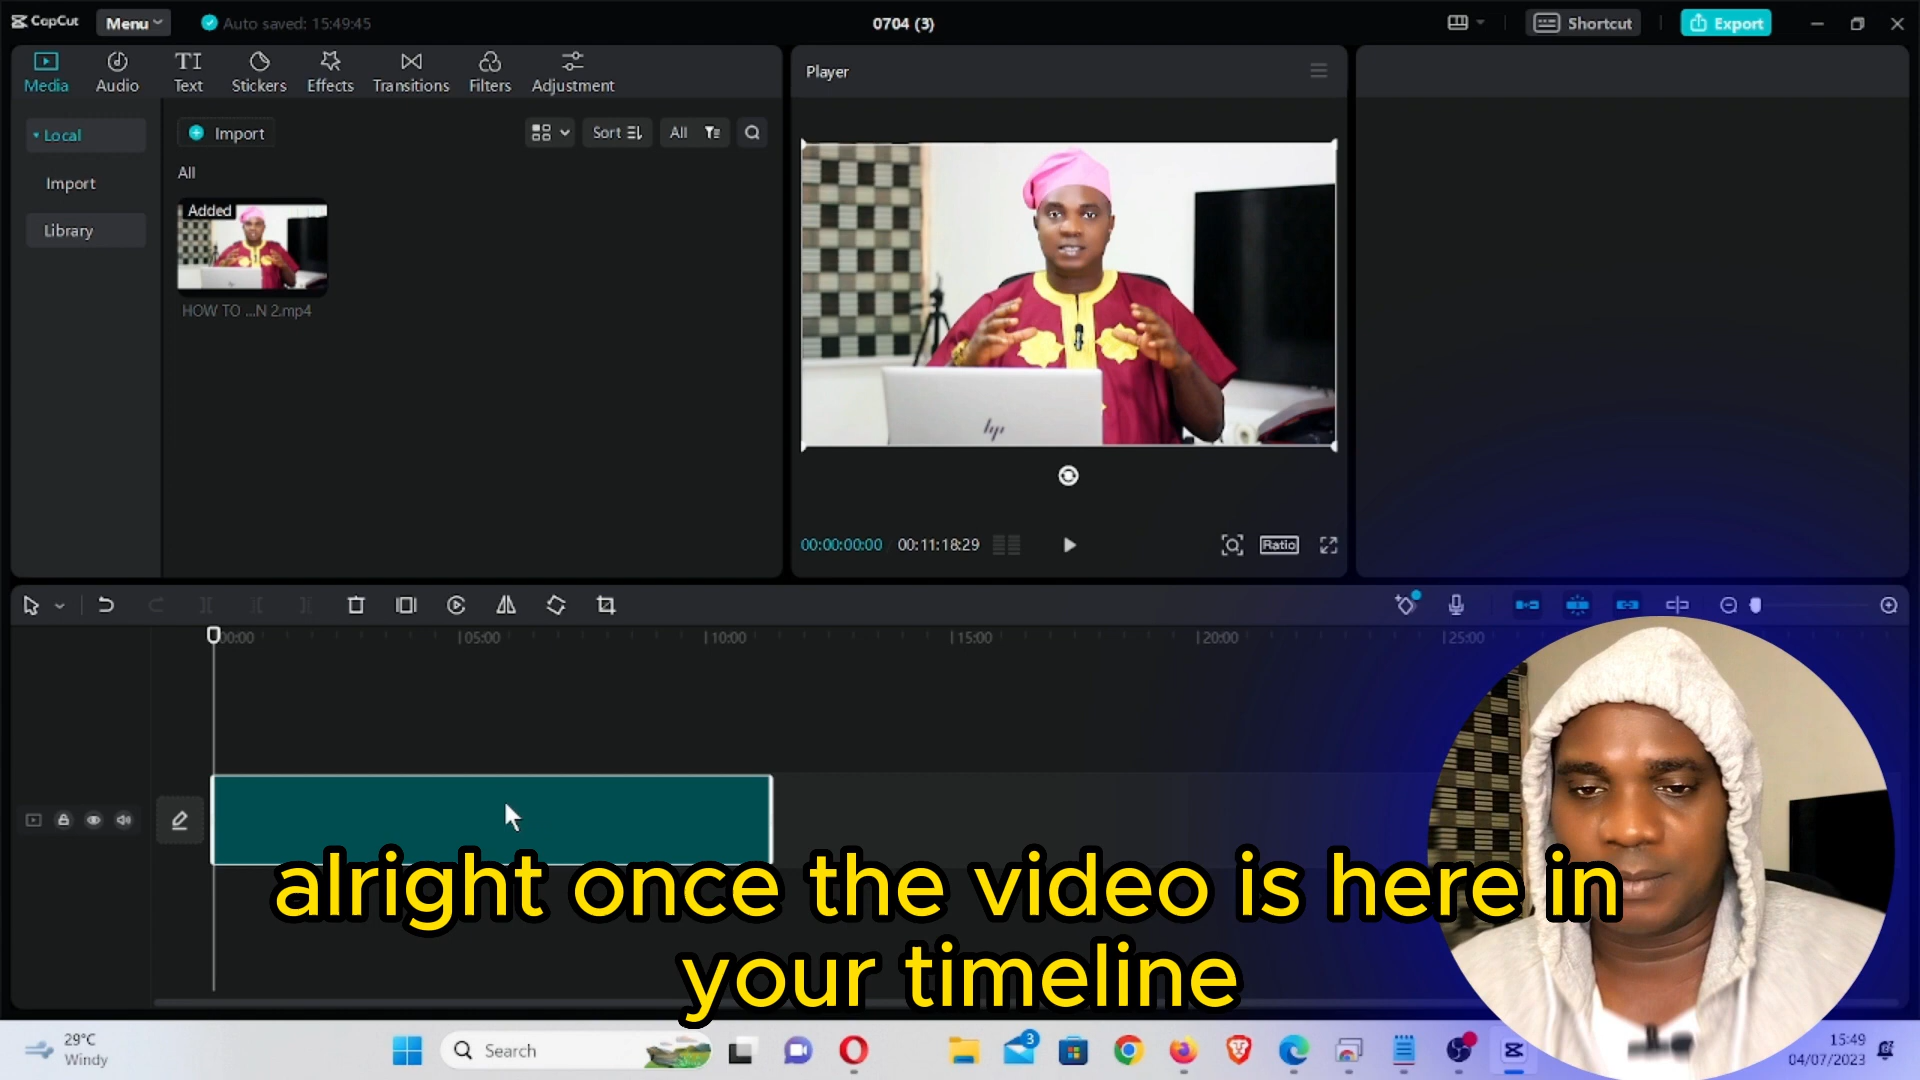 CapCut
Menu
Auto saved: 15:49:45
0704 (3)
Shortcut
Export
Media
Audio
TI
Text
Stickers
Effects
Transitions
Filters
Adjustment
Player
Local
Import
Sort
All
All
Import
Added
Library
HOW TO ...N 2.mp4
hp
00:00:00:00
00:11:18:29
Ratio
00:00
05:00
10:00
15:00
20:00
25:00
alright once the video is here in
your timeline
29°C
Windy
Search
3
15:49
04/07/2023